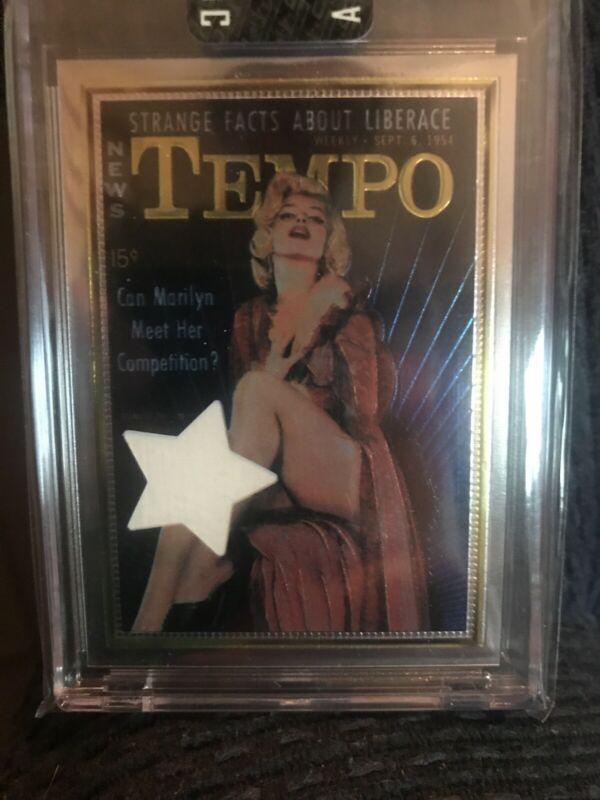 C A
STRANGE FACTS ABOUT LIBERACE
WEEKLY • SEPT. 6, 1954
NEWS
TEMPO
15¢
Can Marilyn
Meet Her
Competition?